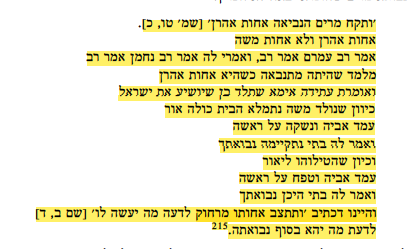 ׳ותקח מרים הנביאה אחות אהרן׳ [שמ׳ טו, כ].
אחות אהרן ולא אחות משה
אמר רב עמרם אמר רב, ואמרי לה אמר רב נחמן אמר רב
מלמד שהיתה מתנבאה כשהיא אחות אהרן
ואומרת עתידה אימא שתלד בן שיושיע את ישראל
כיוון שנולד משה נתמלא הבית כולה אור
עמד אביה ונשקה על ראשה
ואמר לה בתי נתקיימה נבואתך
וכיון שהטילוהו ליאור
עמד אביה וטפח על ראשה
ואמר לה בתי היכן נבואתך
והיינו דכתיב ׳ותתצב אחותו מרחוק לדעה מה יעשה לו׳ [שם ב, ד]
לדעת מה יהא בסוף נבואתה.215